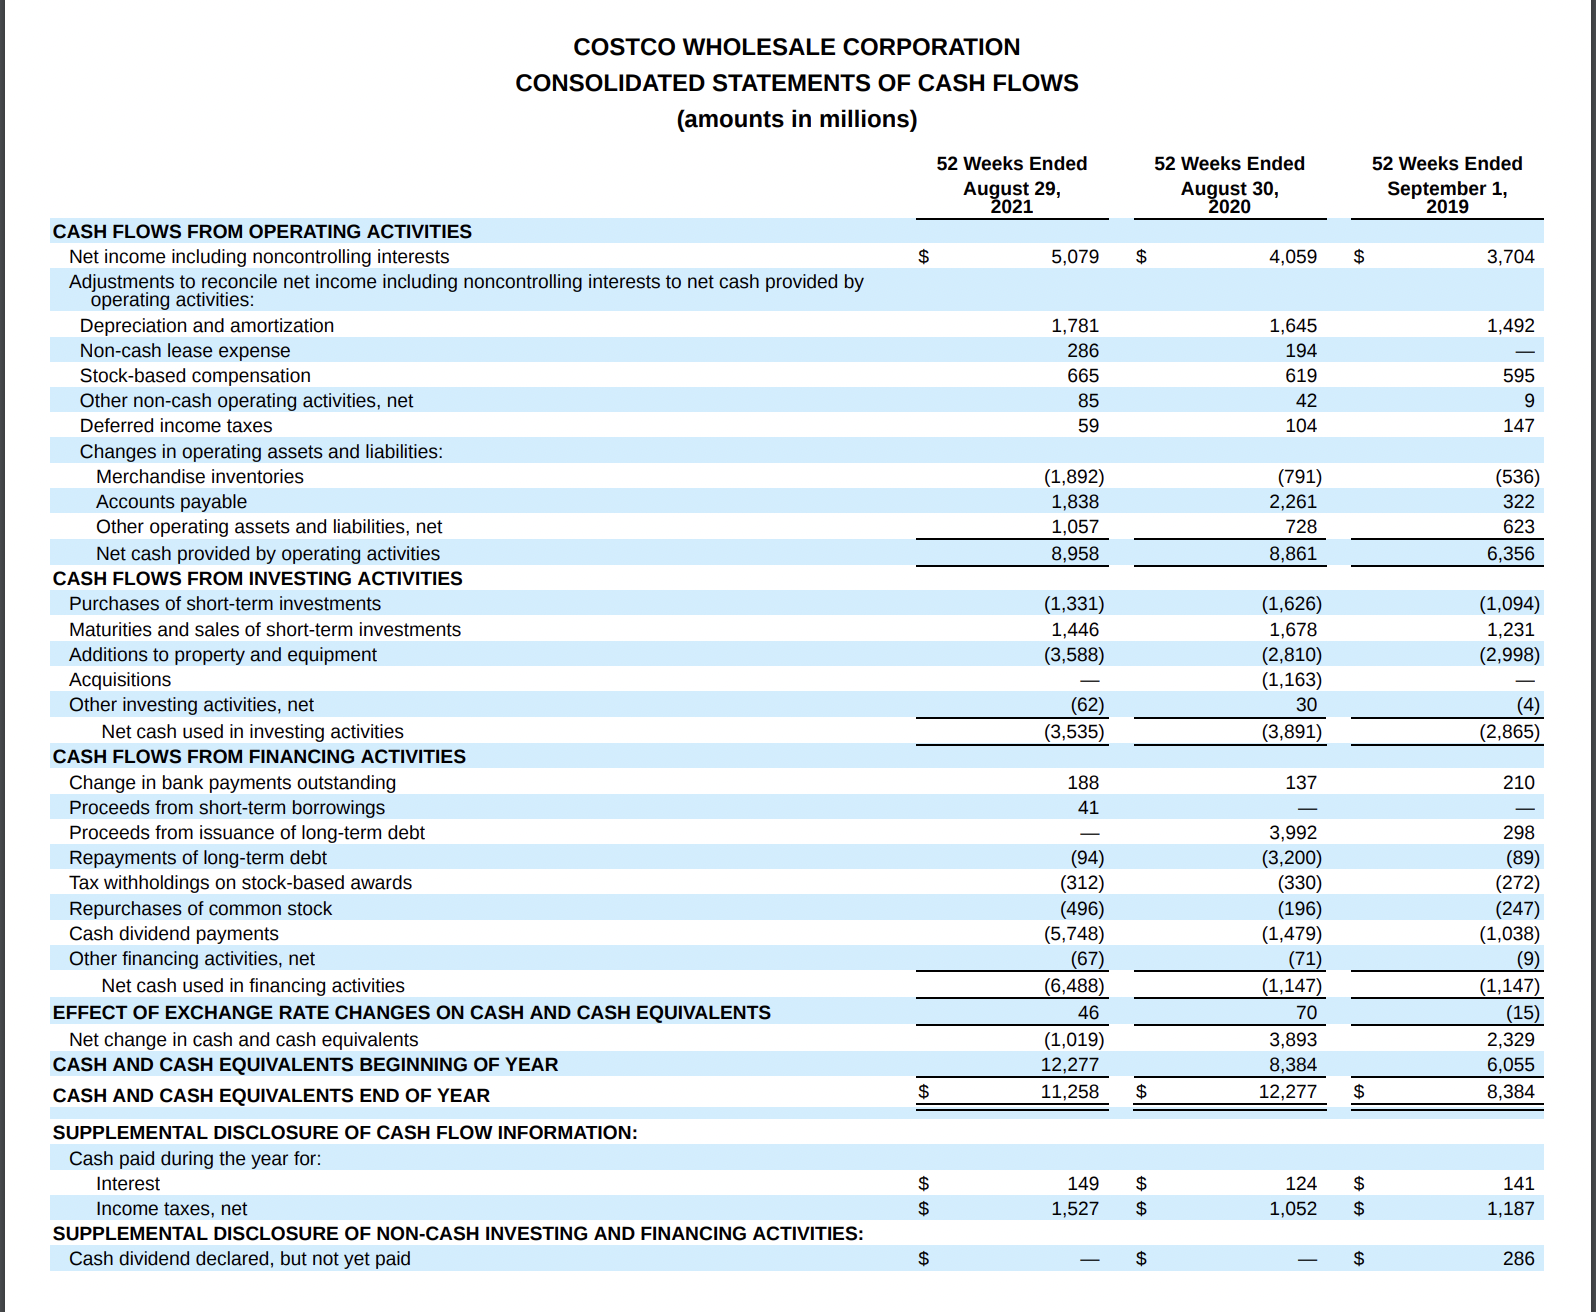 COSTCO WHOLESALE CORPORATION
CONSOLIDATED STATEMENTS OF CASH FLOWS
(amounts in millions)
52 Weeks Ended 52 Weeks Ended 52 Weeks Ended
August 29, August 30, September 1,
2021 2020 2019
CASH FLOWS FROM OPERATING ACTIVITIES
Net income including noncontrolling interests $ 5,079 $ 4,059 $ 3,704
Adjustments to reconcile net income including noncontrolling interests to net cash provided by
operating activities:
Depreciation and amortization 1,781 1,645 1,492
Non-cash lease expense 286 194 —
Stock-based compensation 665 619 595
Other non-cash operating activities, net 85 42 9
Deferred income taxes 59 104 147
Changes in operating assets and liabilities:
Merchandise inventories (1,892) (791) (536)
Accounts payable 1,838 2,261 322
Other operating assets and liabilities, net 1,057 728 623
Net cash provided by operating activities 8,958 8,861 6,356
CASH FLOWS FROM INVESTING ACTIVITIES
Purchases of short-term investments (1,331) (1,626) (1,094)
Maturities and sales of short-term investments 1,446 1,678 1,231
Additions to property and equipment (3,588) (2,810) (2,998)
Acquisitions — (1,163) —
Other investing activities, net (62) 30 (4)
Net cash used in investing activities (3,535) (3,891) (2,865)
CASH FLOWS FROM FINANCING ACTIVITIES
Change in bank payments outstanding 188 137 210
Proceeds from short-term borrowings 41 — —
Proceeds from issuance of long-term debt — 3,992 298
Repayments of long-term debt (94) (3,200) (89)
Tax withholdings on stock-based awards (312) (330) (272)
Repurchases of common stock (496) (196) (247)
Cash dividend payments (5,748) (1,479) (1,038)
Other financing activities, net (67) (71) (9)
Net cash used in financing activities (6,488) (1,147) (1,147)
EFFECT OF EXCHANGE RATE CHANGES ON CASH AND CASH EQUIVALENTS 46 70 (15)
Net change in cash and cash equivalents (1,019) 3,893 2,329
CASH AND CASH EQUIVALENTS BEGINNING OF YEAR 12,277 8,384 6,055
CASH AND CASH EQUIVALENTS END OF YEAR $ 11,258 $ 12,277 $ 8,384
SUPPLEMENTAL DISCLOSURE OF CASH FLOW INFORMATION:
Cash paid during the year for:
Interest $ 149 $ 124 $ 141
Income taxes, net $ 1,527 $ 1,052 $ 1,187
SUPPLEMENTAL DISCLOSURE OF NON-CASH INVESTING AND FINANCING ACTIVITIES:
Cash dividend declared, but not yet paid $ — $ — $ 286